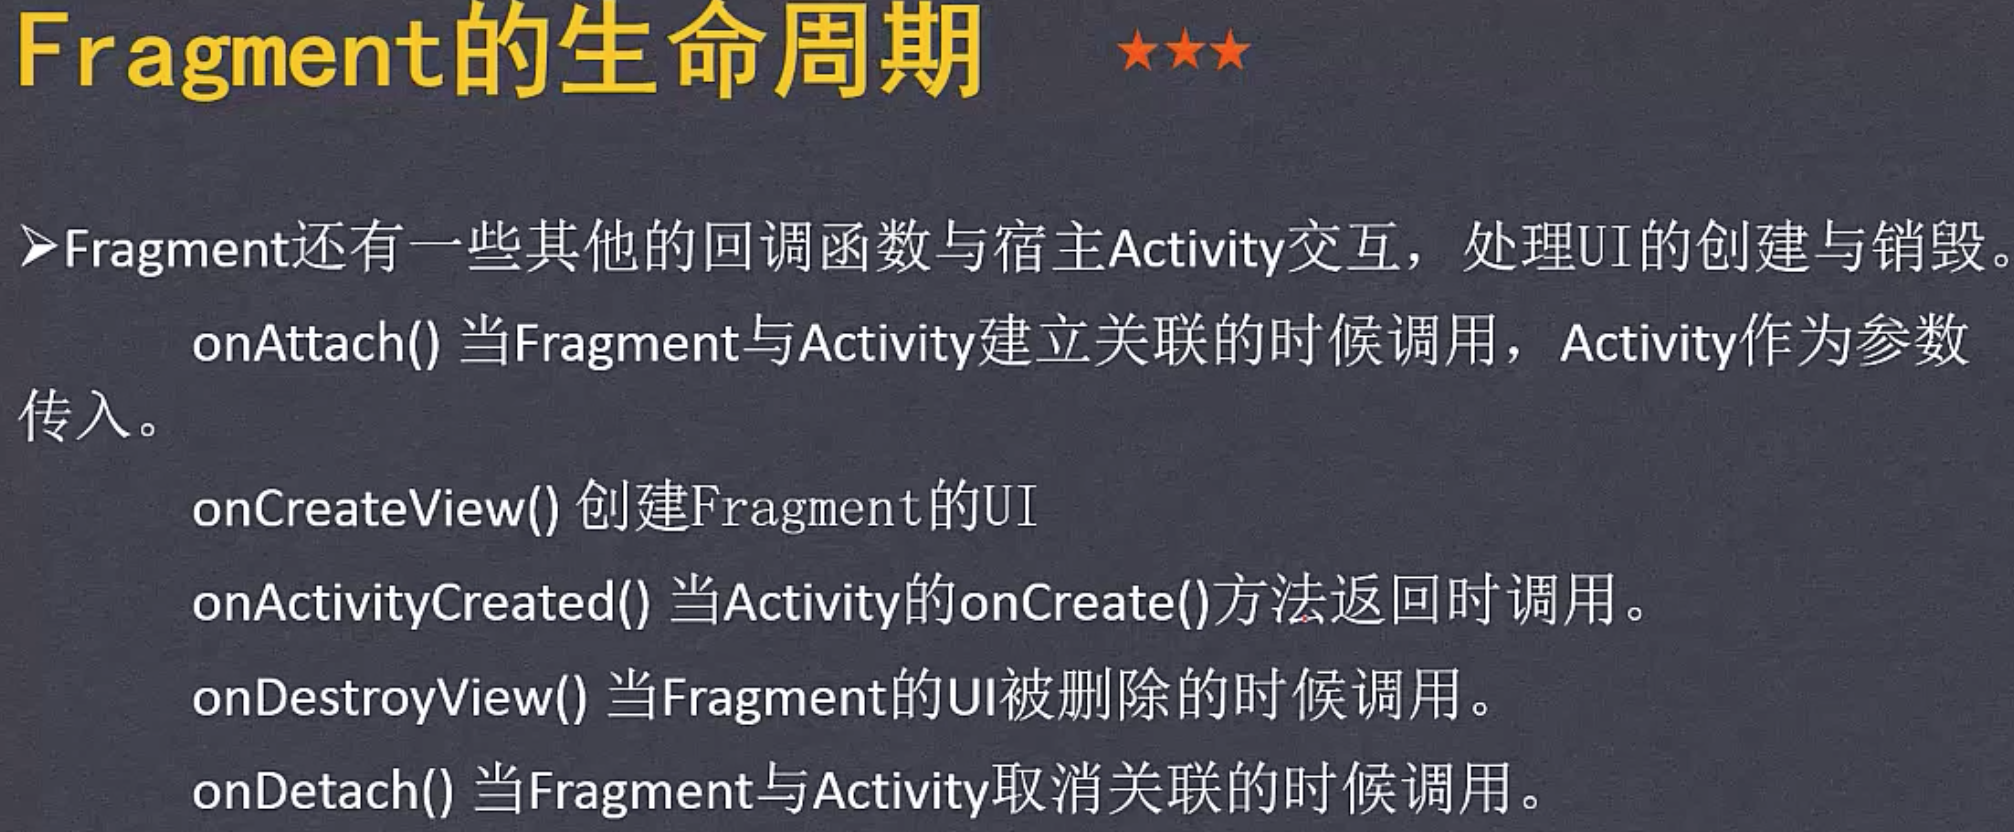 Fragment的生命周期 ★★★
➢Fragment还有一些其他的回调函数与宿主Activity交互，处理UI的创建与销毁。
onAttach() 当Fragment与Activity建立关联的时候调用，Activity作为参数
传入。
onCreateView() 创建Fragment的UI
onActivityCreated() 当Activity的onCreate()方法返回时调用。
onDestroyView() 当Fragment的UI被删除的时候调用。
onDetach() 当Fragment与Activity取消关联的时候调用。